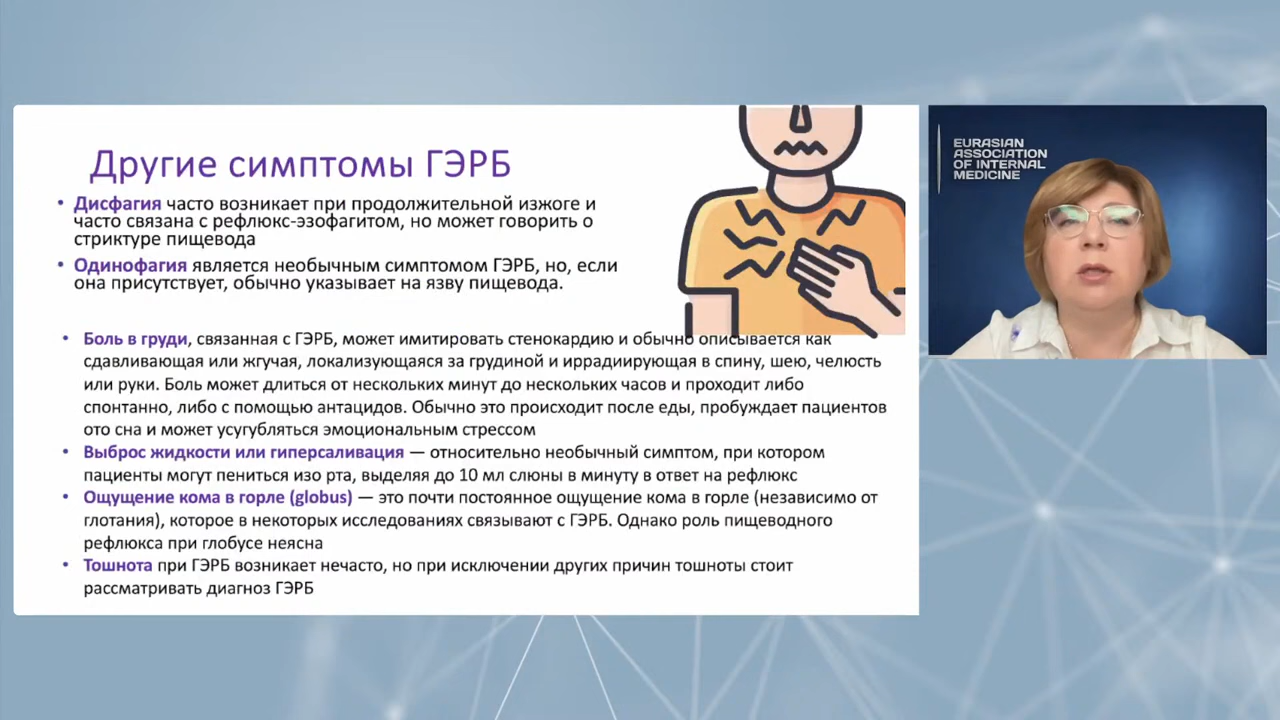 Другие симптомы ГЭРБ
• Дисфагия часто возникает при продолжительной изжоге и
часто связана с рефлюкс-эзофагитом, но может говорить о
стриктуре пищевода
• Одинофагия является необычным симптомом ГЭРБ, но, если
она присутствует, обычно указывает на язву пищевода.
• Боль в груди, связанная с ГЭРБ, может имитировать стенокардию и обычно описывается как
сдавливающая или жгучая, локализующаяся за грудиной и иррадиирующая в спину, шею, челюсть
или руки. Боль может длиться от нескольких минут до нескольких часов и проходит либо
спонтанно, либо с помощью антацидов. Обычно это происходит после еды, пробуждает пациентов
ото сна и может усугубляться эмоциональным стрессом
• Выброс жидкости или гиперсаливация — относительно необычный симптом, при котором
пациенты могут пениться изо рта, выделяя до 10 мл слюны в минуту в ответ на рефлюкс
• Ощущение кома в горле (globus) — это почти постоянное ощущение кома в горле (независимо от
глотания), которое в некоторых исследованиях связывают с ГЭРБ. Однако роль пищеводного
рефлюкса при глобусе неясна
• Тошнота при ГЭРБ возникает нечасто, но при исключении других причин тошноты стоит
рассматривать диагноз ГЭРБ
EURASIAN
ASSOCIATION
OF INTERNAL
MEDICINE